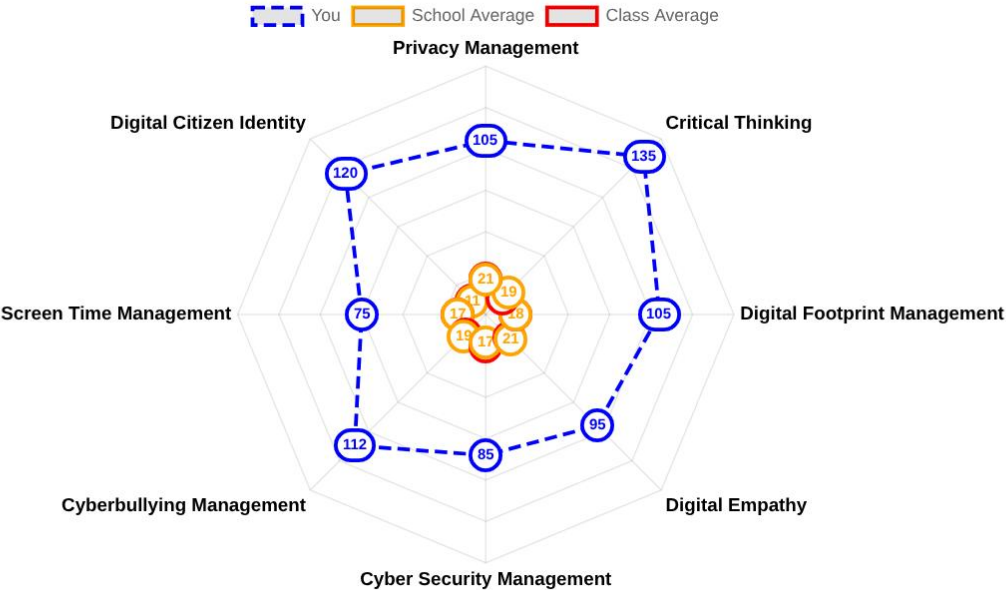 You School Average Class Average
Privacy Management
Digital Citizen Identity Critical Thinking
105
135
120
21
19
11
Screen Time Management 75 17 18 105 Digital Footprint Management
19 17 21
95
112 85
Cyberbullying Management Digital Empathy
Cyber Security Management